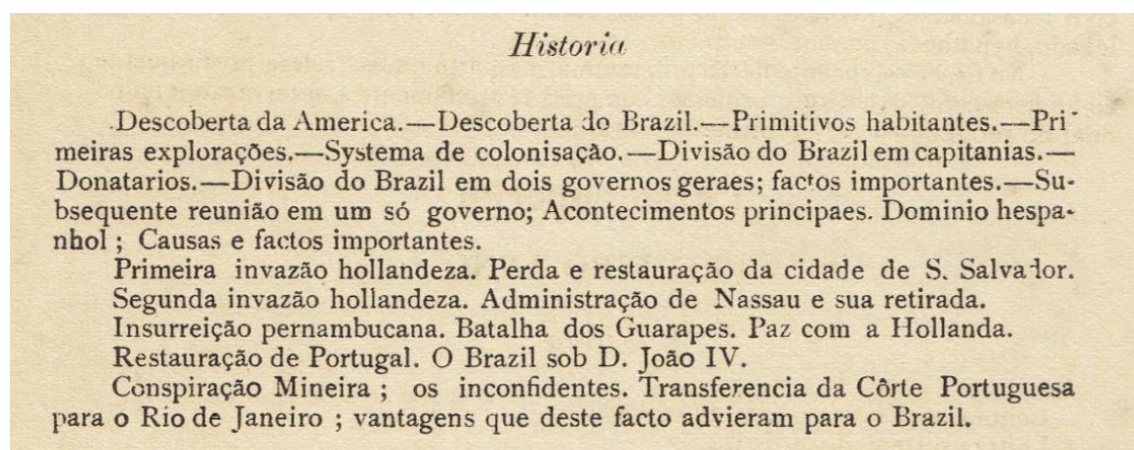 Historia
Descoberta da America.—Descoberta do Brazil.—Primitivos habitantes.—Pri-
meiras explorações.—Systema de colonisação.—Divisão do Brazil em capitanias.—
Donatarios.—Divisão do Brazil em dois governos geraes; factos importantes.—Su-
bsequente reunião em um só governo; Acontecimentos principaes. Dominio hespa-
nhol ; Causas e factos importantes.
Primeira invazão hollandeza. Perda e restauração da cidade de S. Salvador.
Segunda invazão hollandeza. Administração de Nassau e sua retirada.
Insurreição pernambucana. Batalha dos Guarapes. Paz com a Hollanda.
Restauração de Portugal. O Brazil sob D. João IV.
Conspiração Mineira ; os inconfidentes. Transferencia da Côrte Portuguesa
para o Rio de Janeiro ; vantagens que deste facto advieram para o Brazil.